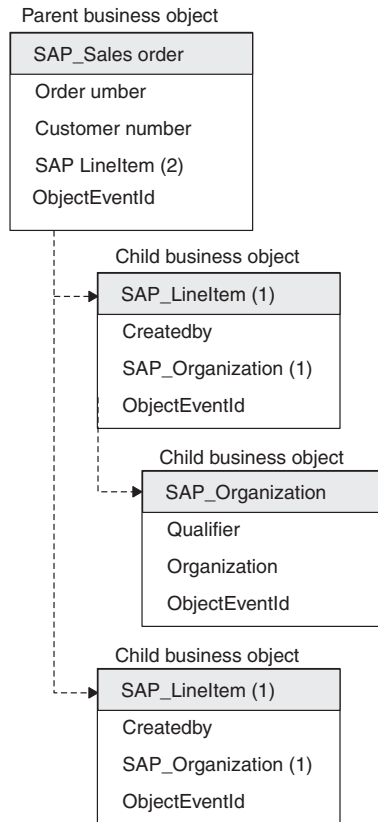 Parent business object
SAP_Sales order
Order umber
Customer number
SAP LineItem (2)
ObjectEventId
Child business object
SAP_LineItem (1)
Createdby
SAP_Organization (1)
ObjectEventId
Child business object
SAP_Organization
Qualifier
Organization
ObjectEventId
Child business object
SAP_LineItem (1)
Createdby
SAP_Organization (1)
ObjectEventId